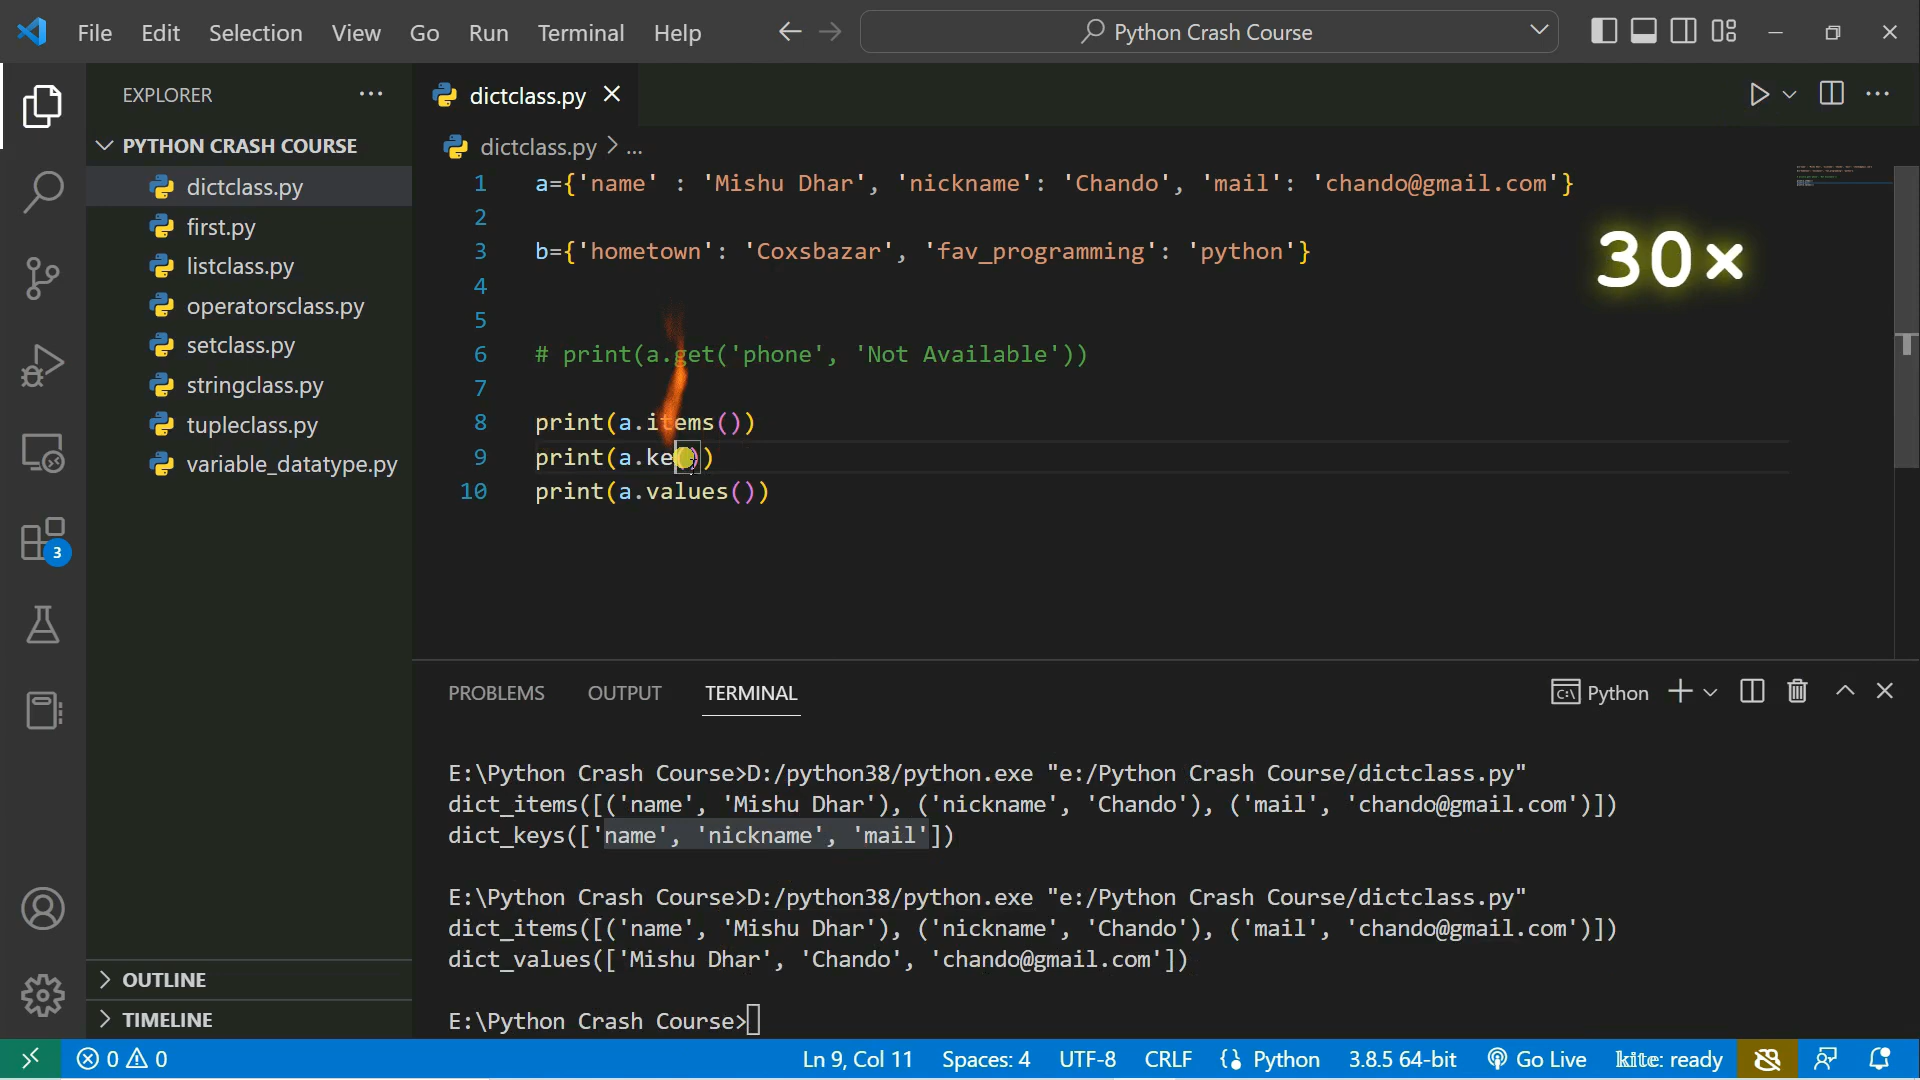 File Edit Selection View Go Run Terminal Help
Python Crash Course
EXPLORER
dictclass.py
PYTHON CRASH COURSE
dictclass.py
first.py
listclass.py
operatorsclass.py
setclass.py
stringclass.py
tupleclass.py
variable_datatype.py
OUTLINE
TIMELINE
3
dictclass.py > ...
1 a={'name' : 'Mishu Dhar', 'nickname': 'Chando', 'mail': 'chando@gmail.com'}
2
3 b={'hometown': 'Coxsbazar', 'fav_programming': 'python'}
30×
4
5
6 # print(a.get('phone', 'Not Available'))
7
8 print(a.items())
9 print(a.ke())
10 print(a.values())
PROBLEMS OUTPUT TERMINAL
Python
E:\Python Crash Course>D:/python38/python.exe "e:/Python Crash Course/dictclass.py"
dict_items([('name', 'Mishu Dhar'), ('nickname', 'Chando'), ('mail', 'chando@gmail.com')])
dict_keys(['name', 'nickname', 'mail'])
E:\Python Crash Course>D:/python38/python.exe "e:/Python Crash Course/dictclass.py"
dict_items([('name', 'Mishu Dhar'), ('nickname', 'Chando'), ('mail', 'chando@gmail.com')])
dict_values(['Mishu Dhar', 'Chando', 'chando@gmail.com'])
E:\Python Crash Course>
0 0
Ln 9, Col 11 Spaces: 4 UTF-8 CRLF Python 3.8.5 64-bit Go Live kite: ready